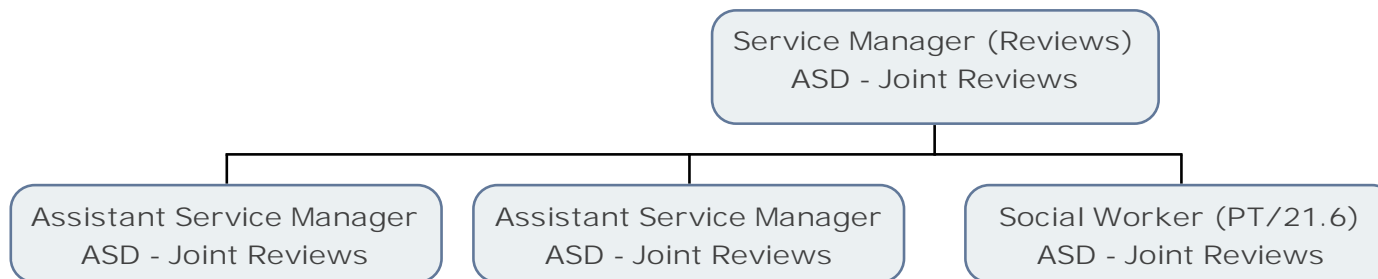 Service Manager (Reviews)
ASD - Joint Reviews
Assistant Service Manager
ASD - Joint Reviews
Assistant Service Manager
ASD - Joint Reviews
Social Worker (PT/21.6)
ASD - Joint Reviews